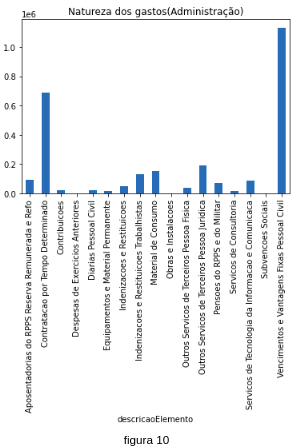 Natureza dos gastos(Administração)
1e6
1.0
0.8
0.6
0.4
0.2
0.0
Aposentadorias do RPPS Reserva Remunerada e Refo
Contratacao por Tempo Determinado
Contribuicoes
Despesas de Exercicios Anteriores
Diarias Pessoal Civil
Equipamentos e Material Permanente
Indenizacoes e Restituicoes
Indenizacoes e Restituicoes Trabalhistas
Material de Consumo
Obras e Instalacoes
Outros Servicos de Terceiros Pessoa Fisica
Outros Servicos de Terceiros Pessoa Juridica
Pensoes do RPPS e do Militar
Servicos de Consultoria
Servicos de Tecnologia da Informacao e Comunicaca
Subvencoes Sociais
Vencimentos e Vantagens Fixas Pessoal Civil
descricaoElemento
figura 10